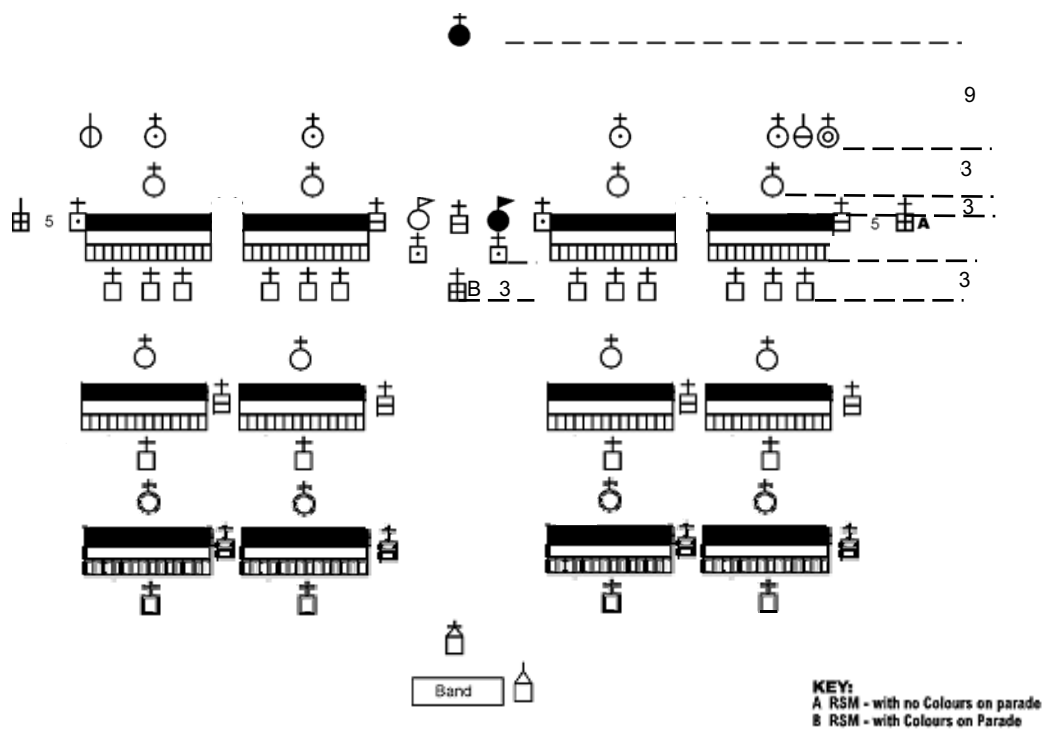 9
3
3
5
5 A
B 3
3
Band
KEY:
A RSM - with no Colours on parade
B RSM - with Colours on Parade